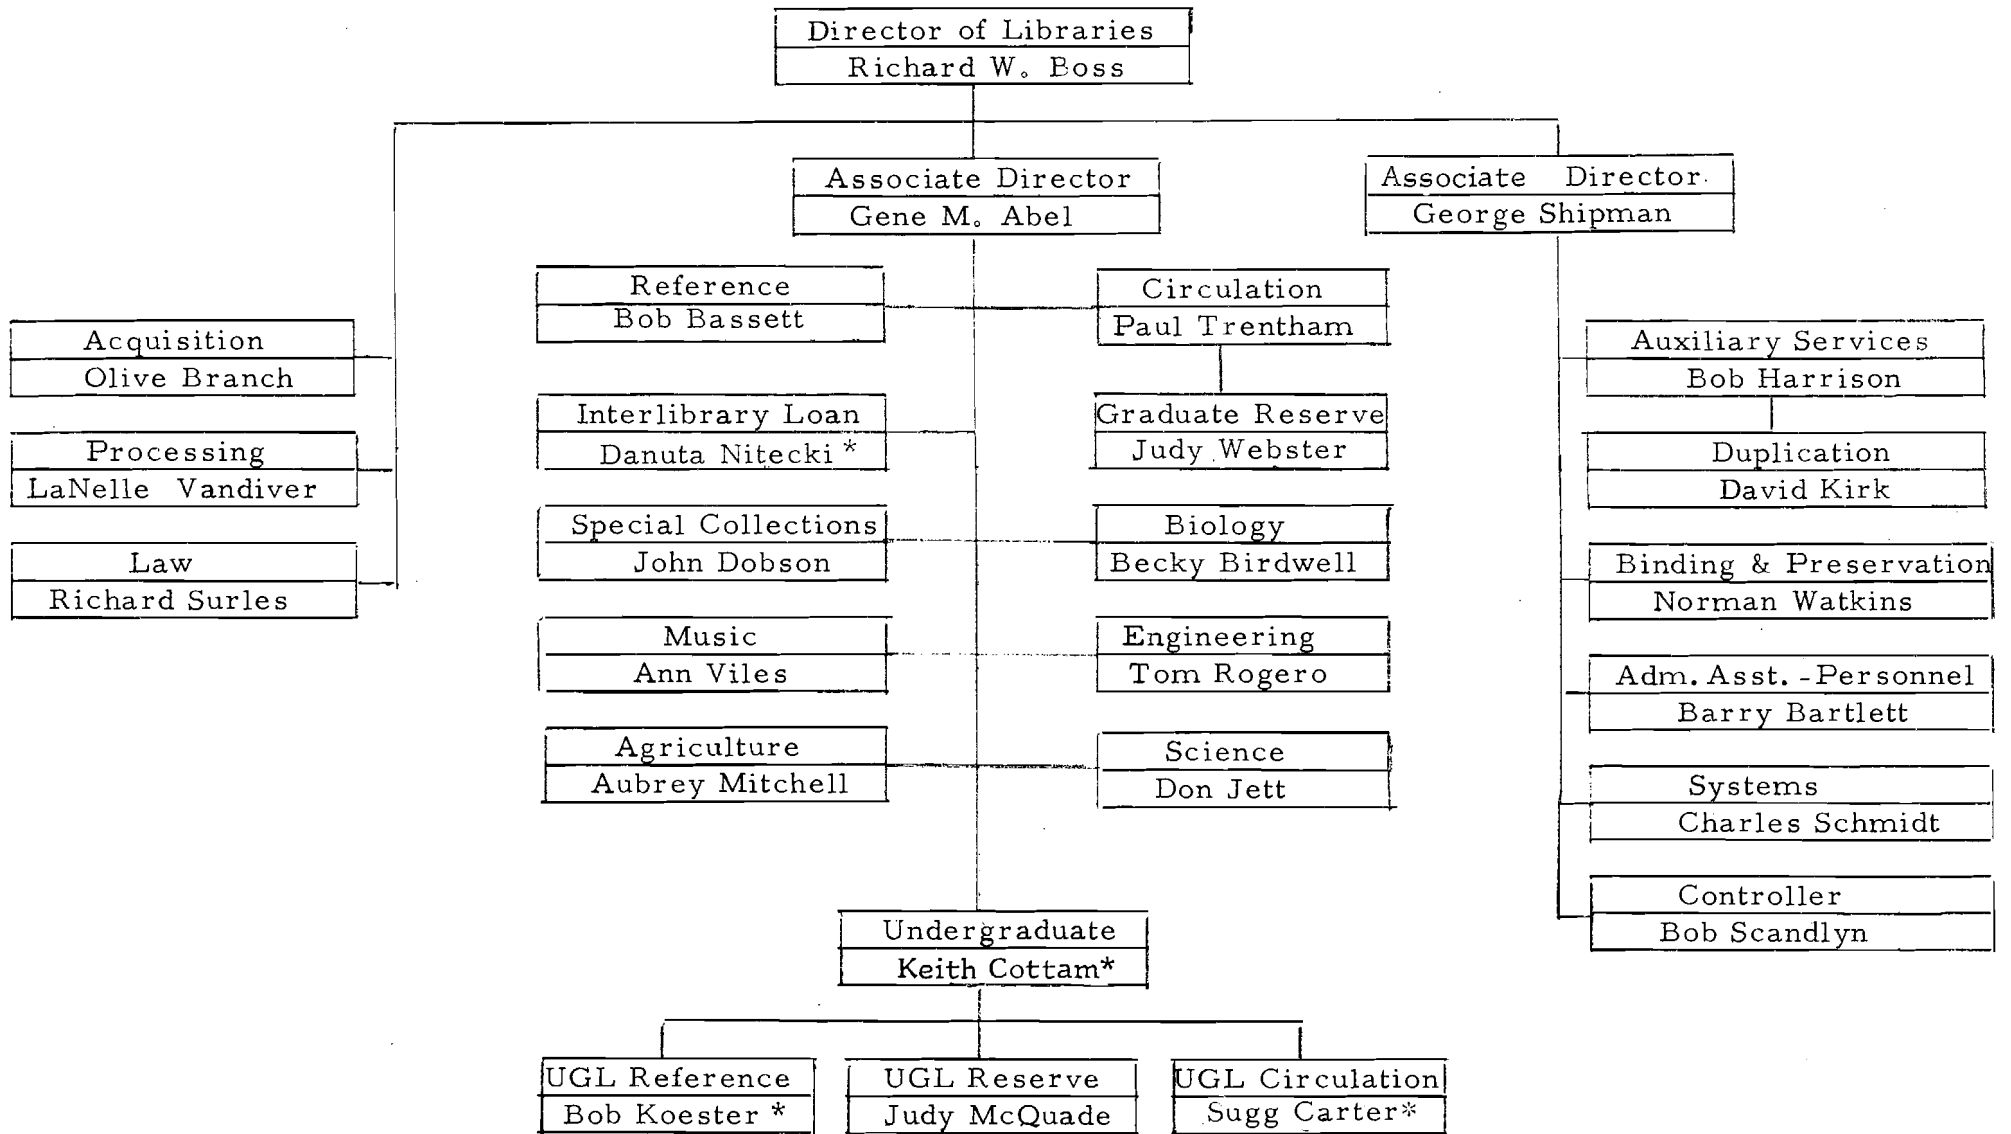 Director of Libraries
Richard W. Boss
Associate Director
Gene M. Abel
Associate Director
George Shipman
Acquisition
Olive Branch
Processing
LaNelle Vandiver
Law
Richard Surles
Reference
Bob Bassett
Circulation
Paul Trentham
Interlibrary Loan
Danuta Nitecki *
Graduate Reserve
Judy Webster
Special Collections
John Dobson
Biology
Becky Birdwell
Music
Ann Viles
Engineering
Tom Rogero
Agriculture
Aubrey Mitchell
Science
Don Jett
Auxiliary Services
Bob Harrison
Duplication
David Kirk
Binding & Preservation
Norman Watkins
Adm. Asst. - Personnel
Barry Bartlett
Systems
Charles Schmidt
Controller
Bob Scandlyn
Undergraduate
Keith Cottam*
UGL Reference
Bob Koester *
UGL Reserve
Judy McQuade
UGL Circulation
Sugg Carter*